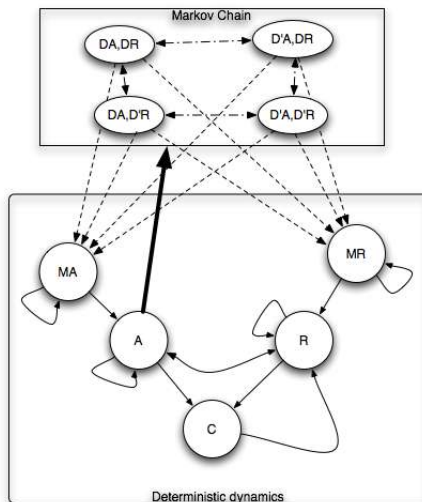 Markov Chain
DA,DR
D'A,DR
DA,D'R
D'A,D'R
MA
MR
A
R
C
Deterministic dynamics